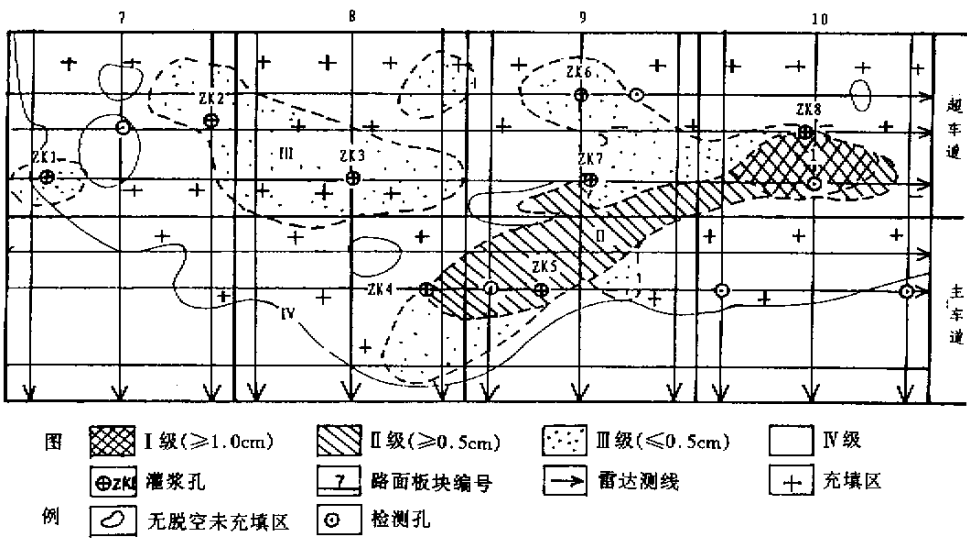 7 8 9 10
ZK6
ZK2
ZK8
超车道
ZK1
III
ZK3
ZK7
I
II
ZK4
ZK5
IV
主车道
图 I级(≥1.0cm) II级(≥0.5cm) III级(≤0.5cm) IV级
ZK8 灌浆孔 7 路面板块编号 雷达测线 充填区
例 无脱空未充填区 检测孔